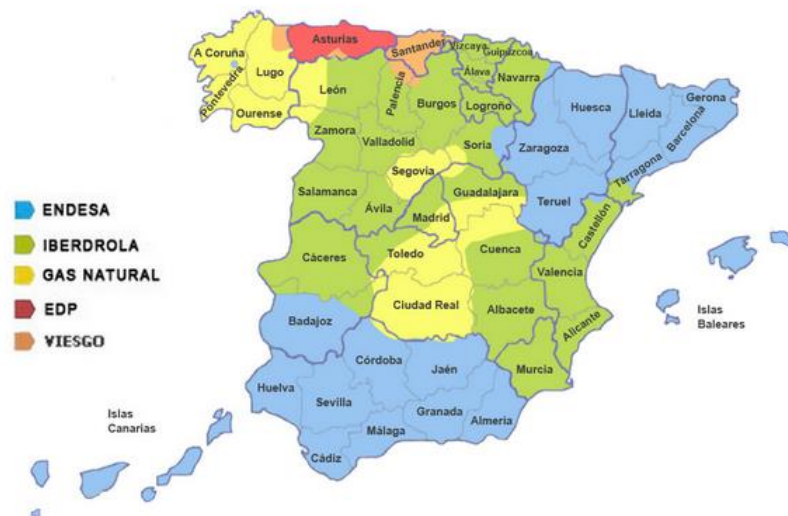 A Coruña
Lugo
Pontevedra
Ourense
Asturias
Santander
Vizcaya
Guipúzcoa
Álava
Navarra
León
Palencia
Burgos
Logroño
Huesca
Lleida
Gerona
Barcelona
Tarragona
Zamora
Valladolid
Soria
Zaragoza
Segovia
Salamanca
Ávila
Madrid
Guadalajara
Teruel
Castellón
ENDESA
IBERDROLA
GAS NATURAL
EDP
VIESGO
Cáceres
Toledo
Cuenca
Valencia
Ciudad Real
Albacete
Alicante
Islas
Baleares
Badajoz
Córdoba
Jaén
Murcia
Huelva
Sevilla
Granada
Almeria
Málaga
Cádiz
Islas
Canarias